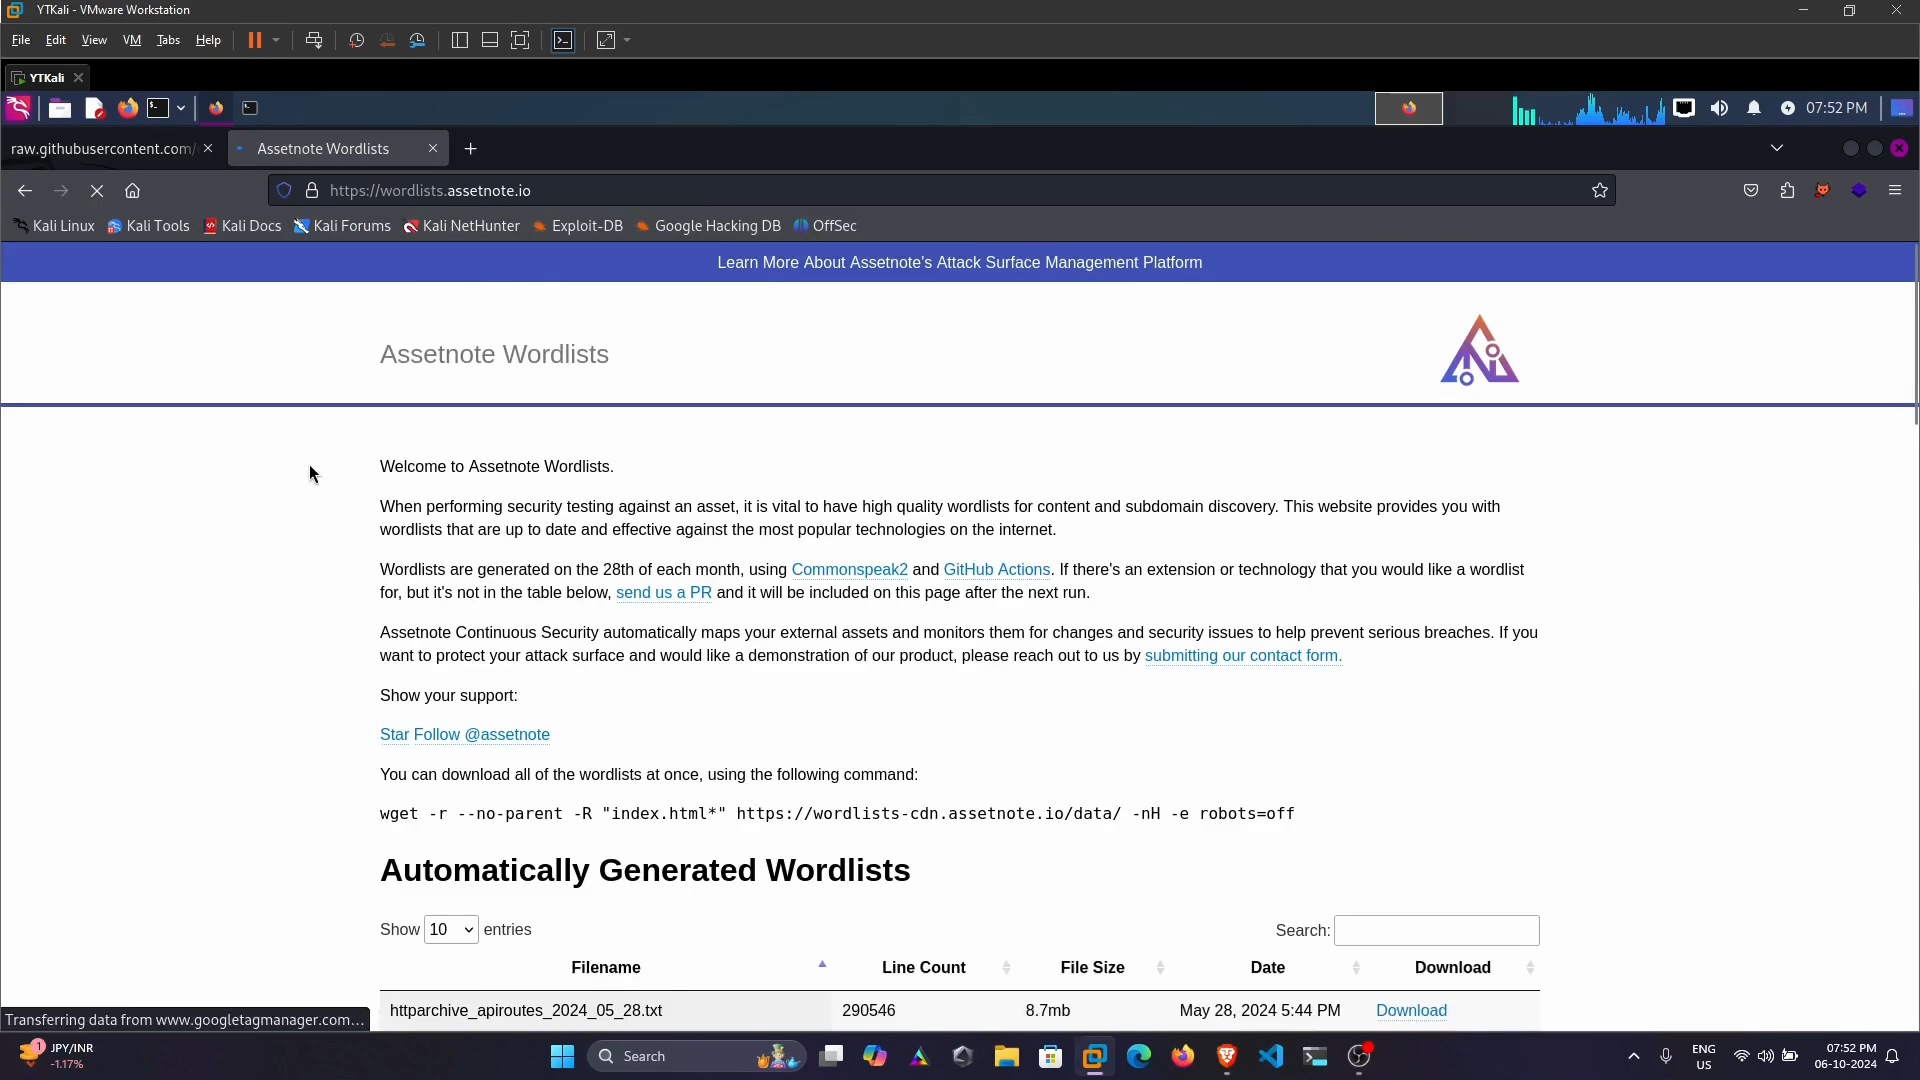 YTKali - VMware Workstation
File Edit View VM Tabs Help
YTKali
07:52 PM
raw.githubusercontent.com/
Assetnote Wordlists
https://wordlists.assetnote.io
Kali Linux Kali Tools Kali Docs Kali Forums Kali NetHunter Exploit-DB Google Hacking DB OffSec
Learn More About Assetnote's Attack Surface Management Platform
Assetnote Wordlists
Welcome to Assetnote Wordlists.
When performing security testing against an asset, it is vital to have high quality wordlists for content and subdomain discovery. This website provides you with
wordlists that are up to date and effective against the most popular technologies on the internet.
Wordlists are generated on the 28th of each month, using Commonspeak2 and GitHub Actions. If there's an extension or technology that you would like a wordlist
for, but it's not in the table below, send us a PR and it will be included on this page after the next run.
Assetnote Continuous Security automatically maps your external assets and monitors them for changes and security issues to help prevent serious breaches. If you
want to protect your attack surface and would like a demonstration of our product, please reach out to us by submitting our contact form.
Show your support:
Star Follow @assetnote
You can download all of the wordlists at once, using the following command:
wget -r --no-parent -R "index.html*" https://wordlists-cdn.assetnote.io/data/ -nH -e robots=off
Automatically Generated Wordlists
Show 10 entries
Search:
Filename Line Count File Size Date Download
httparchive_apiroutes_2024_05_28.txt 290546 8.7mb May 28, 2024 5:44 PM Download
Transferring data from www.googletagmanager.com…
1
JPY/INR
-1.17%
Search
ENG
US
07:52 PM
06-10-2024